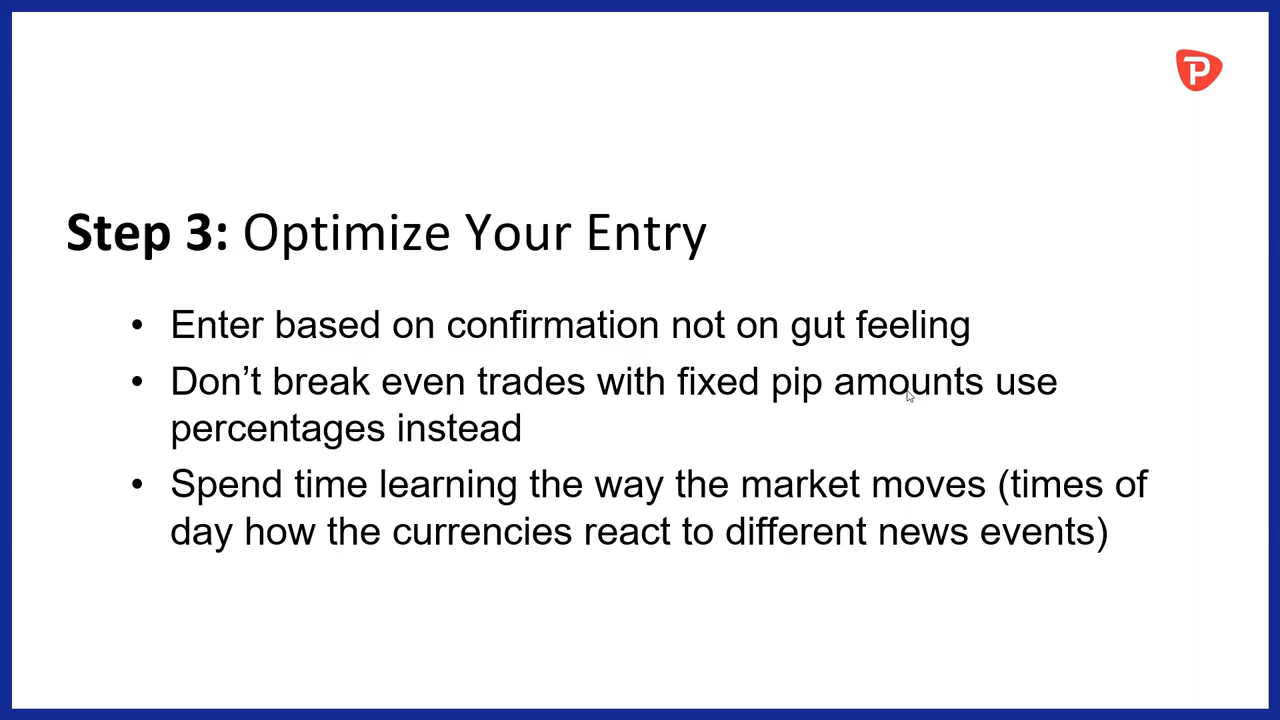 P
Step 3: Optimize Your Entry
• Enter based on confirmation not on gut feeling
• Don’t break even trades with fixed pip amounts use
percentages instead
• Spend time learning the way the market moves (times of
day how the currencies react to different news events)